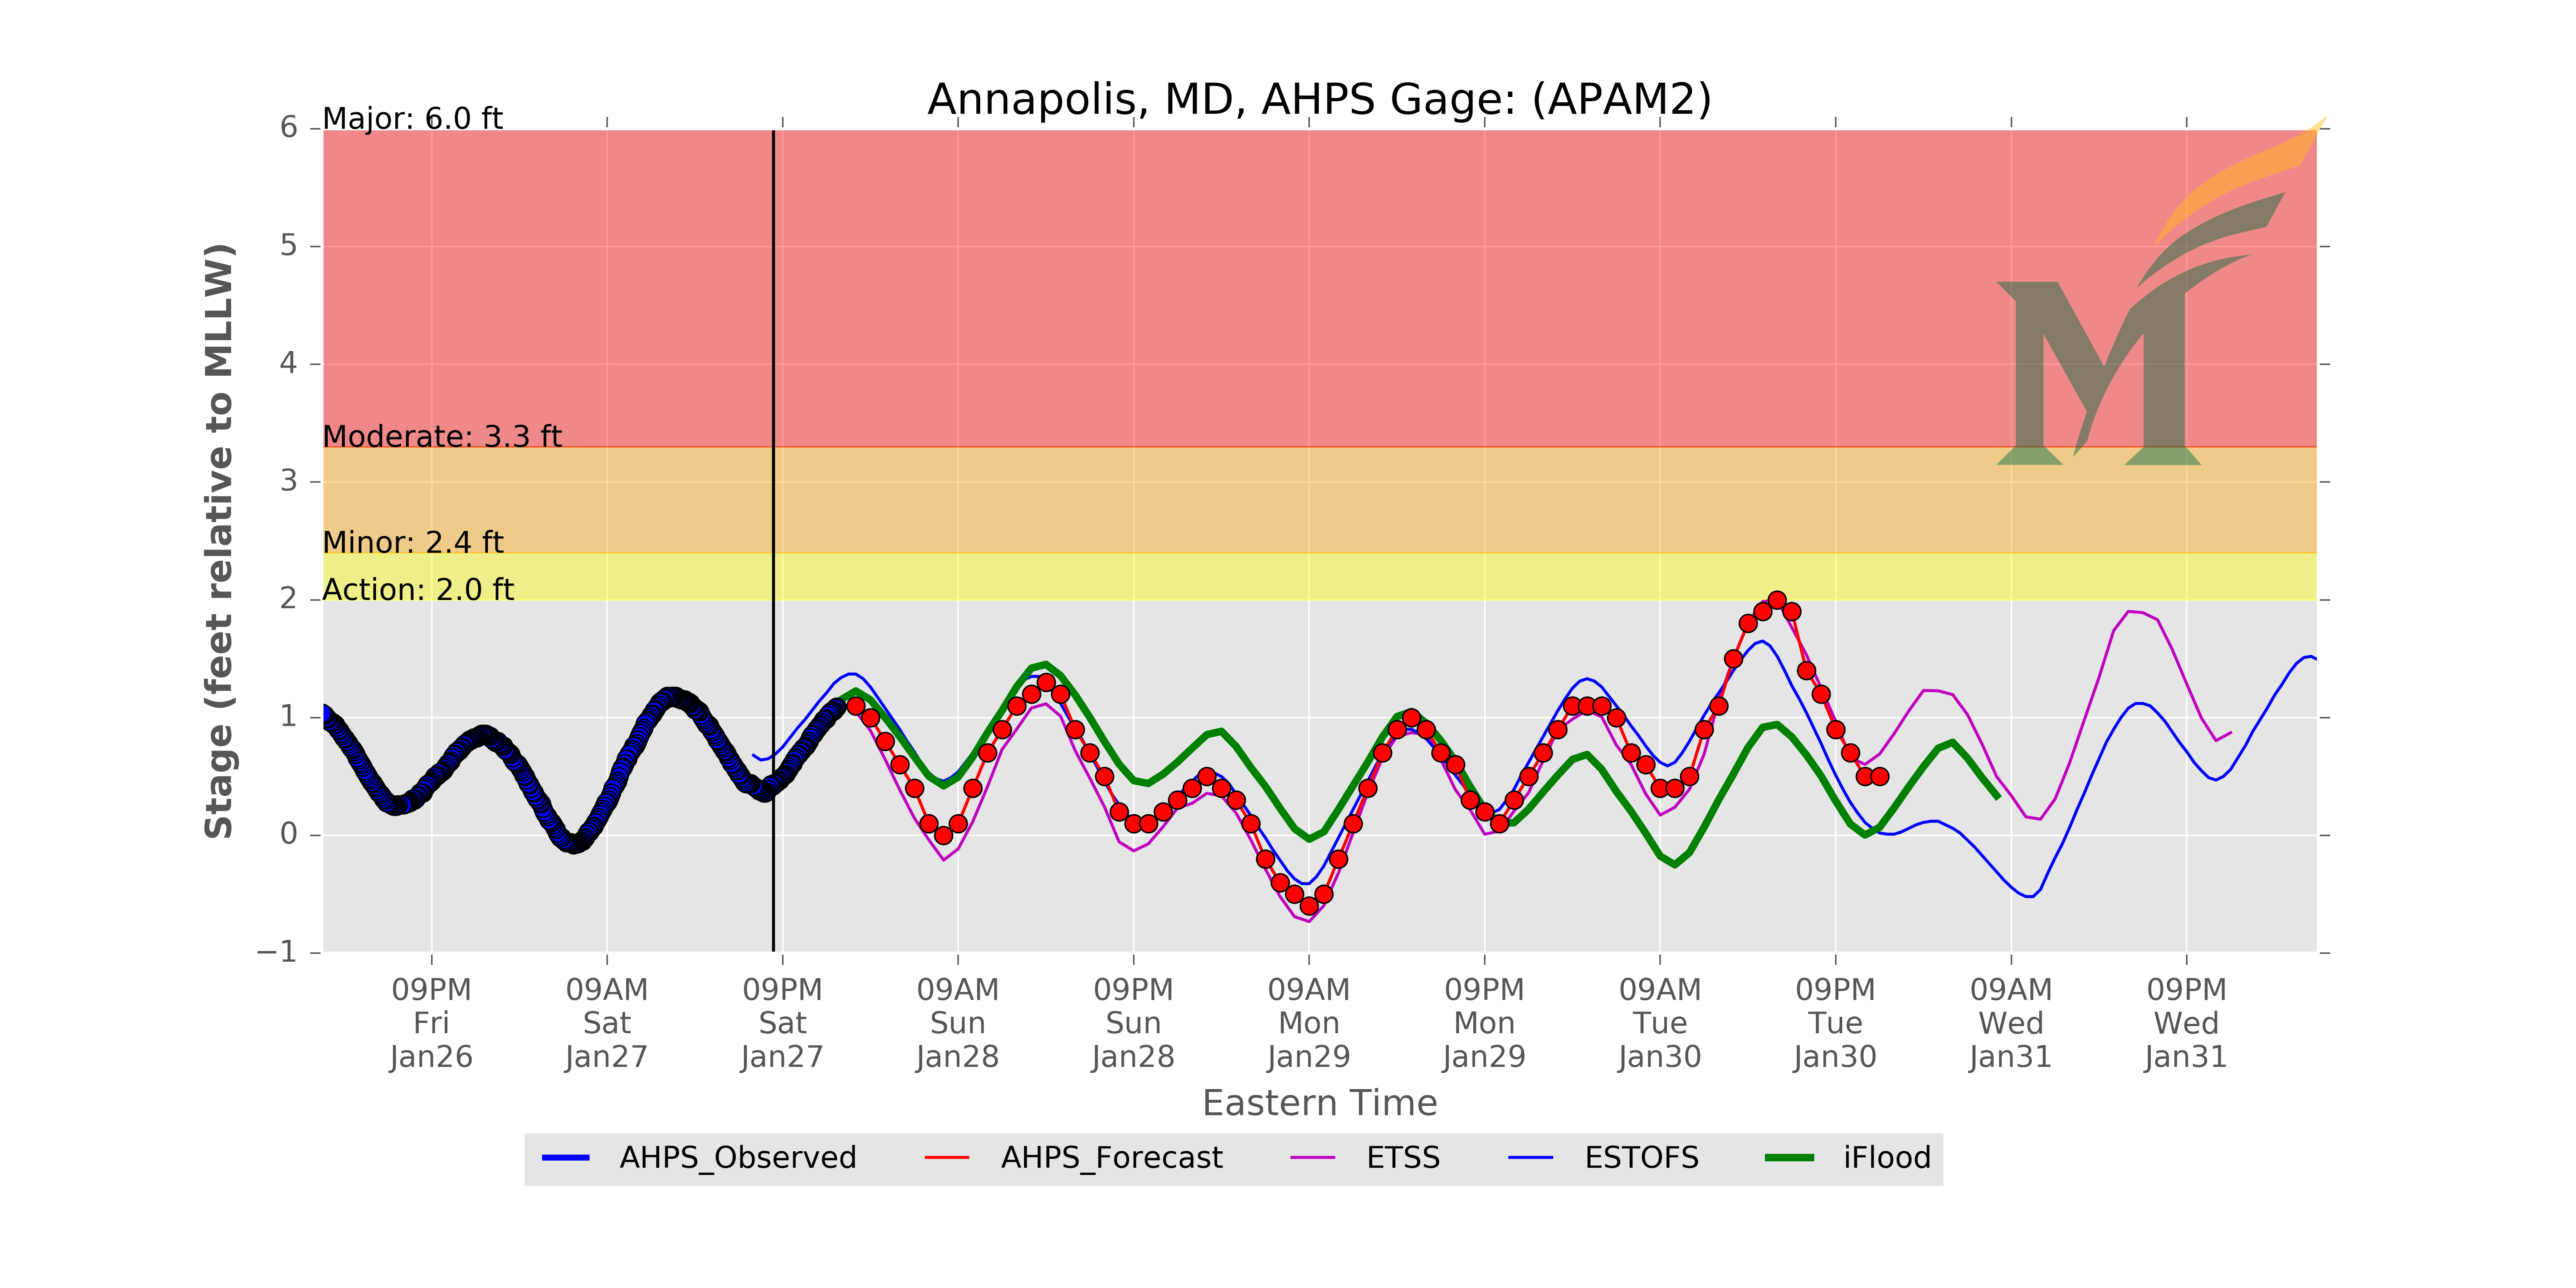 Annapolis, MD, AHPS Gage: (APAM2)
Major: 6.0 ft
Moderate: 3.3 ft
Minor: 2.4 ft
Action: 2.0 ft
6
5
4
3
2
1
0
−1
Stage (feet relative to MLLW)
09PM 09AM 09PM 09AM 09PM 09AM 09PM 09AM 09PM 09AM 09PM
Fri Sat Sat Sun Sun Mon Mon Tue Tue Wed Wed
Jan26 Jan27 Jan27 Jan28 Jan28 Jan29 Jan29 Jan30 Jan30 Jan31 Jan31
Eastern Time
AHPS_Observed AHPS_Forecast ETSS ESTOFS iFlood
M